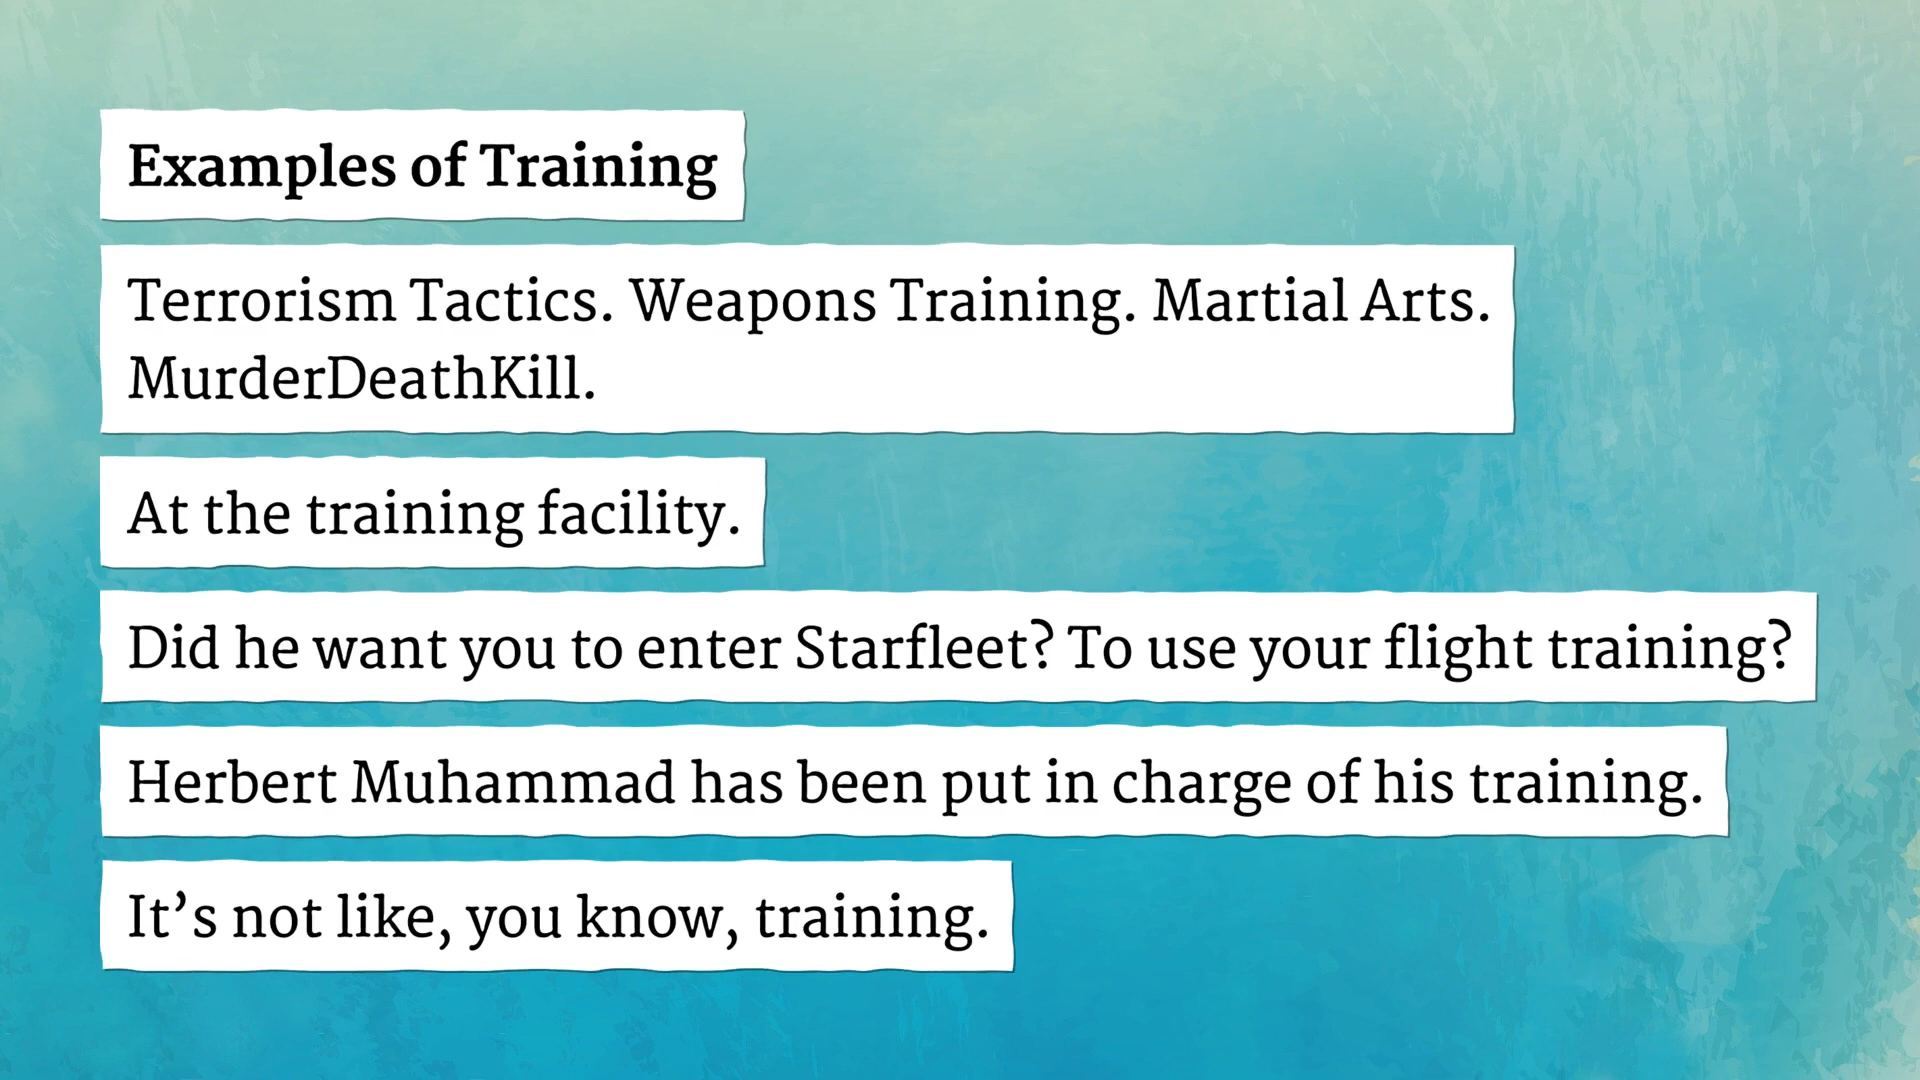 Examples of Training
Terrorism Tactics. Weapons Training. Martial Arts.
MurderDeathKill.
At the training facility.
Did he want you to enter Starfleet? To use your flight training?
Herbert Muhammad has been put in charge of his training.
It’s not like, you know, training.